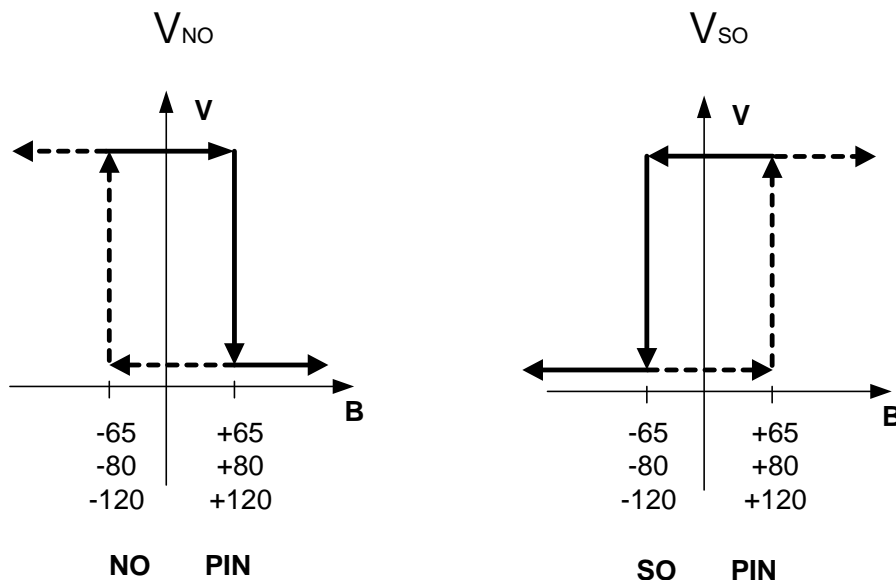 VNO
VSO
V
V
B
B
-65 +65
-80 +80
-120 +120
-65 +65
-80 +80
-120 +120
NO PIN
SO PIN